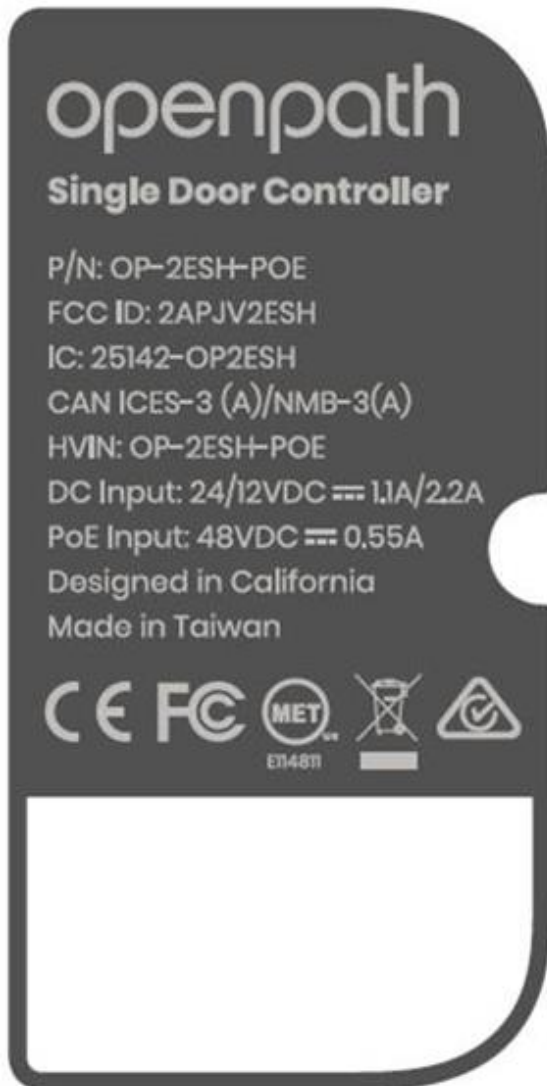 openpath
Single Door Controller
P/N: OP-2ESH-POE
FCC ID: 2APJV2ESH
IC: 25142-OP2ESH
CAN ICES-3 (A)/NMB-3(A)
HVIN: OP-2ESH-POE
DC Input: 24/12VDC ⎓ 1.1A/2.2A
PoE Input: 48VDC ⎓ 0.55A
Designed in California
Made in Taiwan
CE FC MET us
E114811